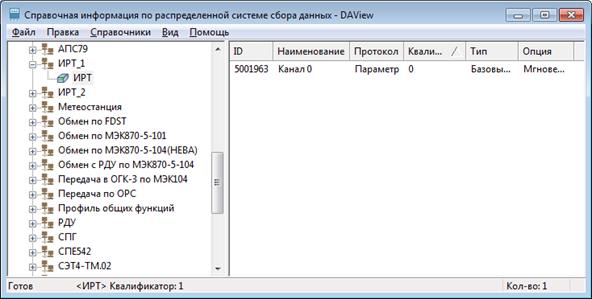 Справочная информация по распределенной системе сбора данных - DAView
Файл Правка Справочники Вид Помощь
АПС79
ИРТ_1
ИРТ
ИРТ_2
Метеостанция
Обмен по FDST
Обмен по МЭК870-5-101
Обмен по МЭК870-5-104(НЕВА)
Обмен с РДУ по МЭК870-5-104
Передача в ОГК-3 по МЭК104
Передача по OPC
Профиль общих функций
РДУ
СПГ
СПЕ542
СЭТ4-ТМ.02
ID Наименование Протокол Квали... Тип Опция
5001963 Канал 0 Параметр 0 Базовы... Мгнове...
Готов <ИРТ> Квалификатор: 1 Кол-во: 1